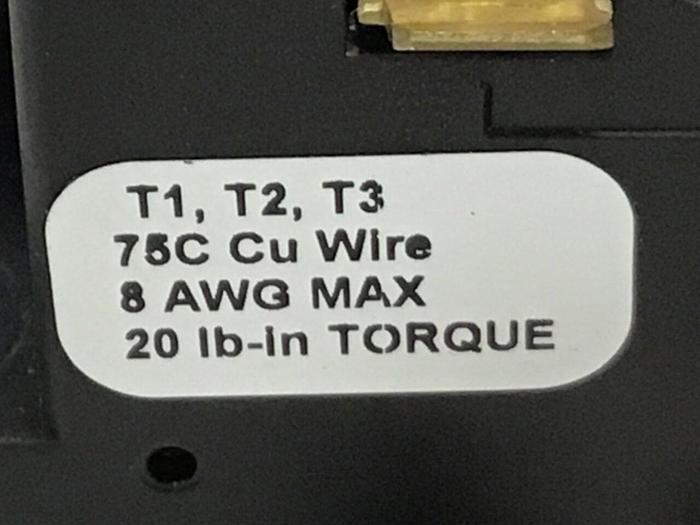 T1, T2, T3
75C Cu Wire
8 AWG MAX
20 lb-in TORQUE